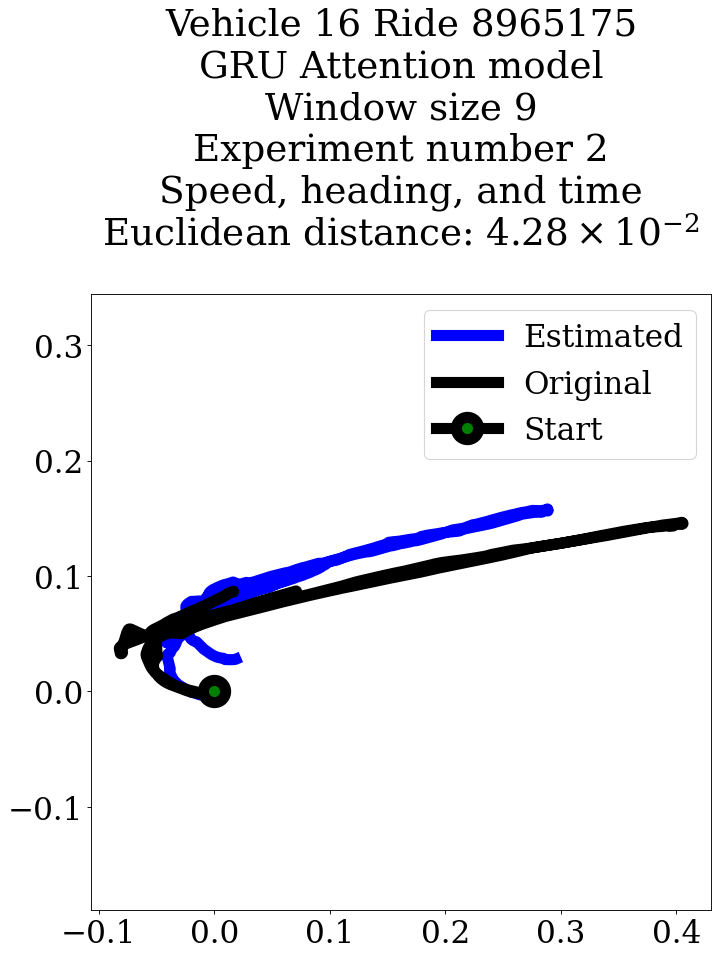 Vehicle 16 Ride 8965175
GRU Attention model
Window size 9
Experiment number 2
Speed, heading, and time
Euclidean distance: 4.28 × 10⁻²
Estimated
Original
Start
0.3
0.2
0.1
0.0
−0.1
−0.1 0.0 0.1 0.2 0.3 0.4